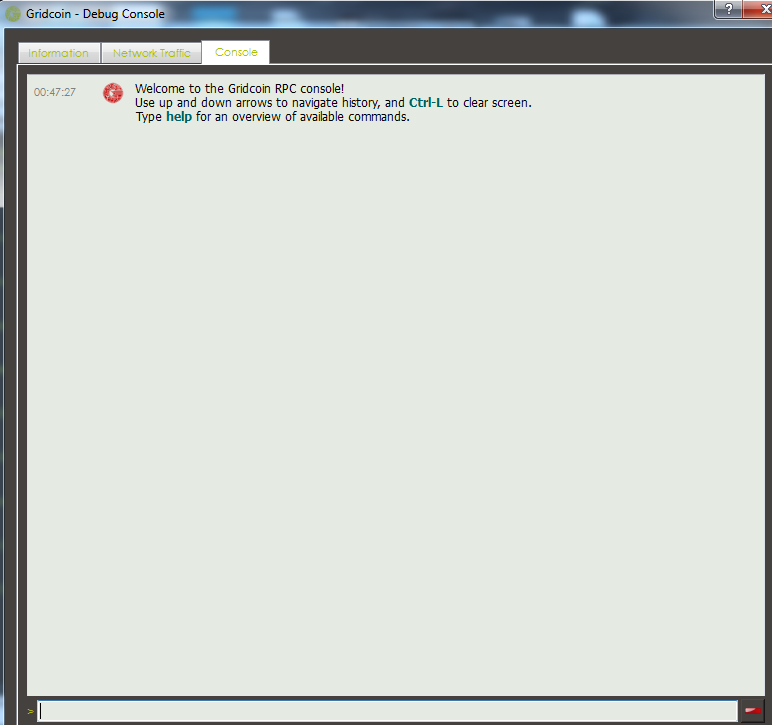 Gridcoin - Debug Console
?
X
Information
Network Traffic
Console
00:47:27
Welcome to the Gridcoin RPC console!
Use up and down arrows to navigate history, and Ctrl-L to clear screen.
Type help for an overview of available commands.
>